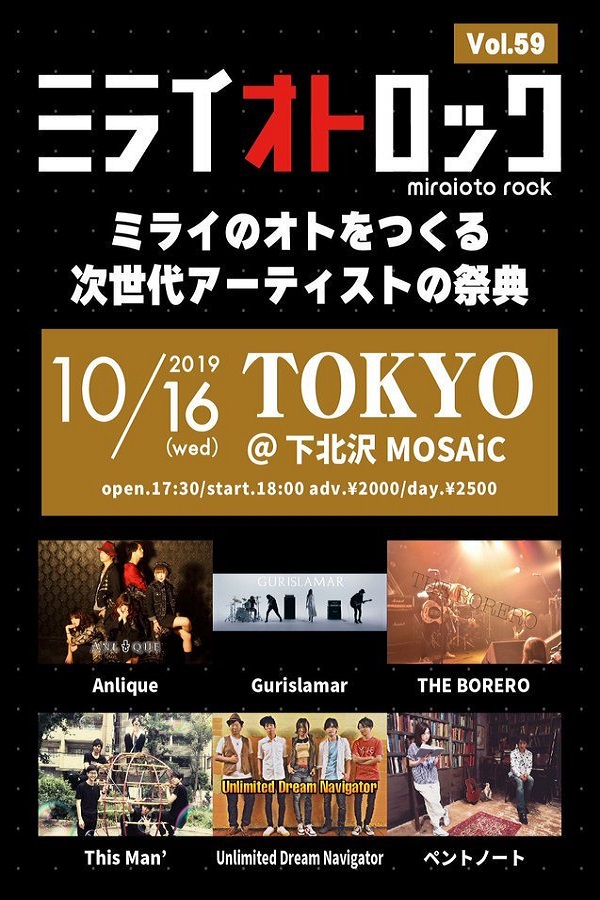 Vol.59
ミライオトロック
miraioto rock
ミライのオトをつくる
次世代アーティストの祭典
10/16
2019
(wed)
TOKYO
@ 下北沢 MOSAiC
open.17:30/start.18:00 adv.¥2000/day.¥2500
ANLIQUE
GURISLAMAR
THE BORERO
Anlique
Gurislamar
THE BORERO
Unlimited Dream Navigator
This Man’
Unlimited Dream Navigator
ペントノート